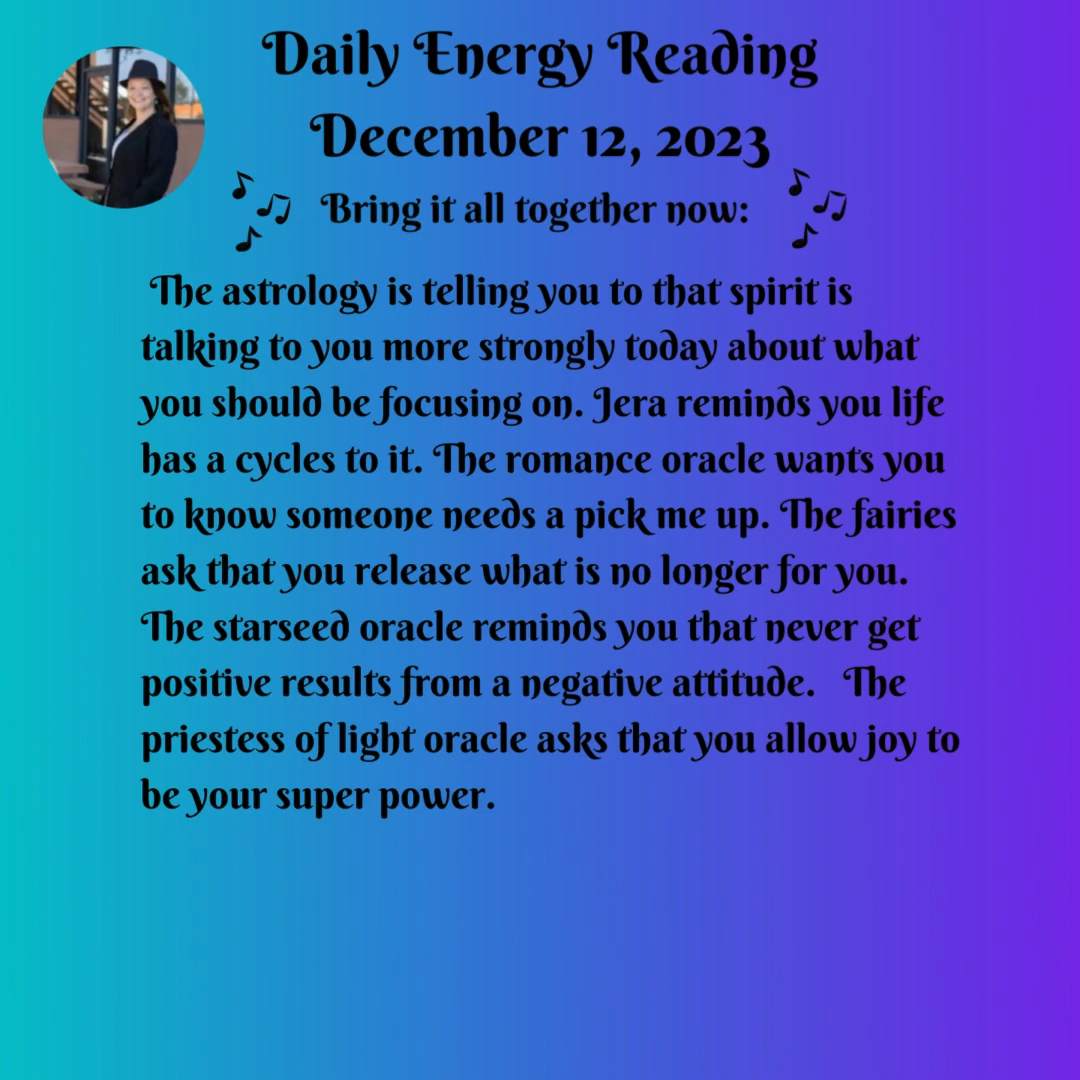 Daily Energy Reading
December 12, 2023
Bring it all together now:
The astrology is telling you to that spirit is
talking to you more strongly today about what
you should be focusing on. Jera reminds you life
has a cycles to it. The romance oracle wants you
to know someone needs a pick me up. The fairies
ask that you release what is no longer for you.
The starseed oracle reminds you that never get
positive results from a negative attitude. The
priestess of light oracle asks that you allow joy to
be your super power.